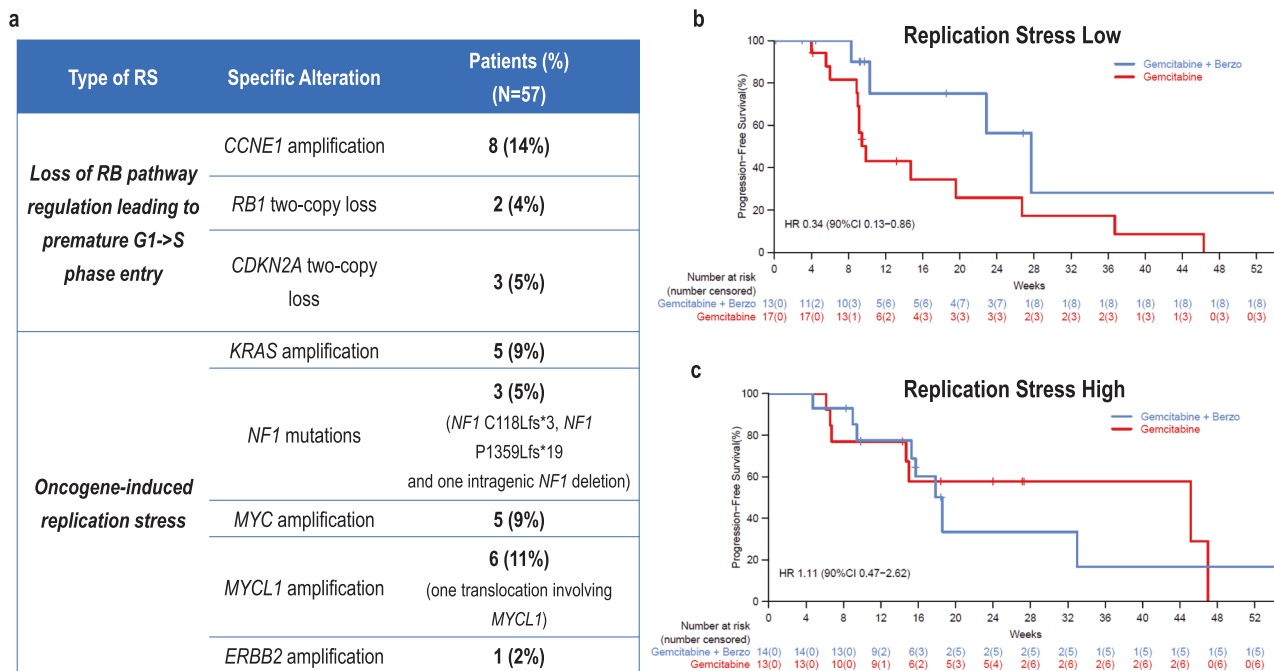 a
Type of RS
Specific Alteration
Patients (%)
(N=57)
Loss of RB pathway
regulation leading to
premature G1->S
phase entry
CCNE1 amplification
8 (14%)
RB1 two-copy loss
2 (4%)
CDKN2A two-copy
loss
3 (5%)
Oncogene-induced
replication stress
KRAS amplification
5 (9%)
NF1 mutations
3 (5%)
(NF1 C118Lfs*3, NF1
P1359Lfs*19
and one intragenic NF1 deletion)
MYC amplification
5 (9%)
MYCL1 amplification
6 (11%)
(one translocation involving
MYCL1)
ERBB2 amplification
1 (2%)
b
Replication Stress Low
Gemcitabine + Berzo
Gemcitabine
Progression-Free Survival(%)
100
80
60
40
20
0
HR 0.34 (90%CI 0.13-0.86)
0 4 8 12 16 20 24 28 32 36 40 44 48 52
Weeks
Number at risk
(number censored)
Gemcitabine + Berzo 13(0) 11(2) 10(3) 5(6) 5(6) 4(7) 3(7) 1(8) 1(8) 1(8) 1(8) 1(8) 1(8) 1(8)
Gemcitabine 17(0) 17(0) 13(1) 6(2) 4(3) 3(3) 3(3) 2(3) 2(3) 2(3) 1(3) 1(3) 0(3) 0(3)
c
Replication Stress High
Gemcitabine + Berzo
Gemcitabine
Progression-Free Survival(%)
100
80
60
40
20
0
HR 1.11 (90%CI 0.47-2.62)
0 4 8 12 16 20 24 28 32 36 40 44 48 52
Weeks
Number at risk
(number censored)
Gemcitabine + Berzo 14(0) 14(0) 13(0) 9(2) 6(3) 2(5) 2(5) 2(5) 2(5) 1(5) 1(5) 1(5) 1(5) 1(5)
Gemcitabine 13(0) 13(0) 10(0) 9(1) 6(2) 5(3) 5(4) 2(6) 2(6) 2(6) 2(6) 2(6) 0(6) 0(6)